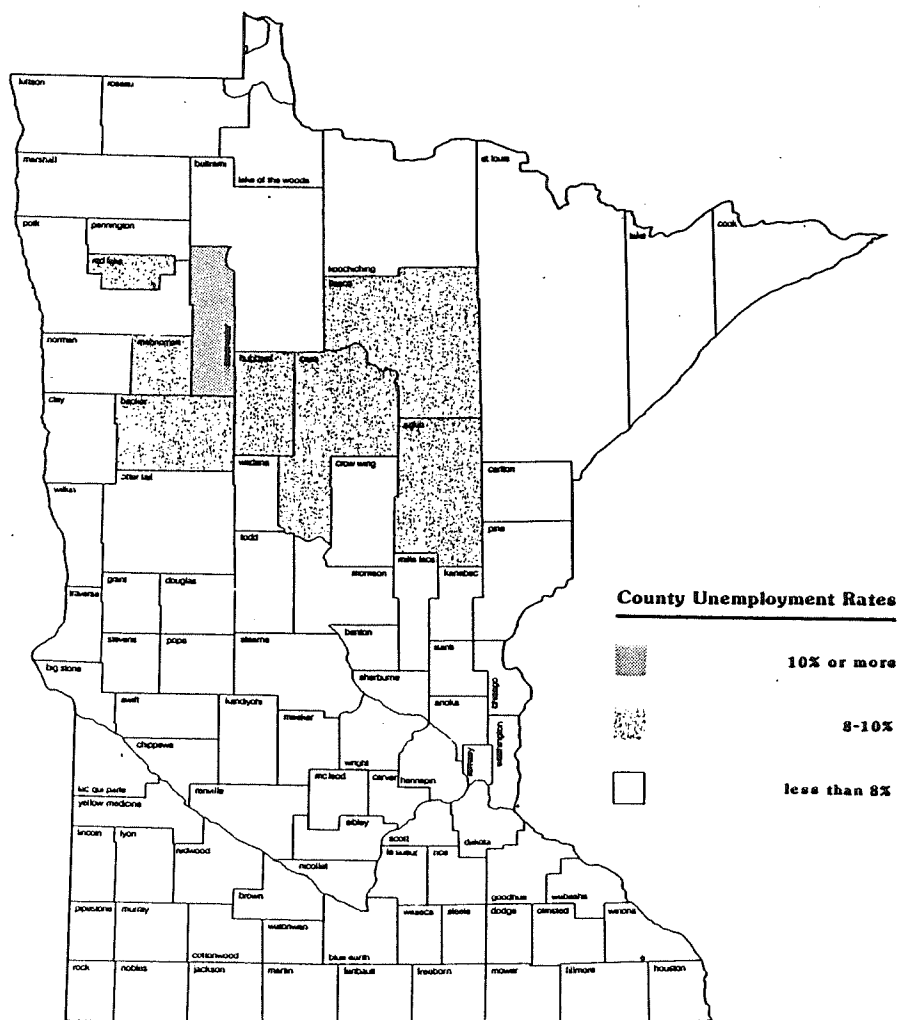 kittson
roseau
marshall
beltrami
lake of the woods
st louis
polk
pennington
lake
cook
red lake
koochiching
itasca
norman
mahnomen
hubbard
cass
clay
becker
aitkin
wadena
crow wing
carlton
otter tail
wilkin
pine
todd
mille lacs
morrison
kanabec
grant
douglas
traverse
County Unemployment Rates
stevens
pope
stearns
benton
isanti
10% or more
big stone
sherburne
chisago
swift
kandiyohi
anoka
meeker
8-10%
chippewa
washington
ramsey
wright
mc leod
carver
hennepin
lac qui parle
renville
less than 8%
yellow medicine
sibley
lincoln
lyon
scott
dakota
redwood
le sueur
rice
nicollet
brown
goodhue
wabasha
pipestone
murray
waseca
steele
dodge
olmsted
winona
watonwan
cottonwood
blue earth
rock
nobles
jackson
martin
faribault
freeborn
mower
fillmore
houston